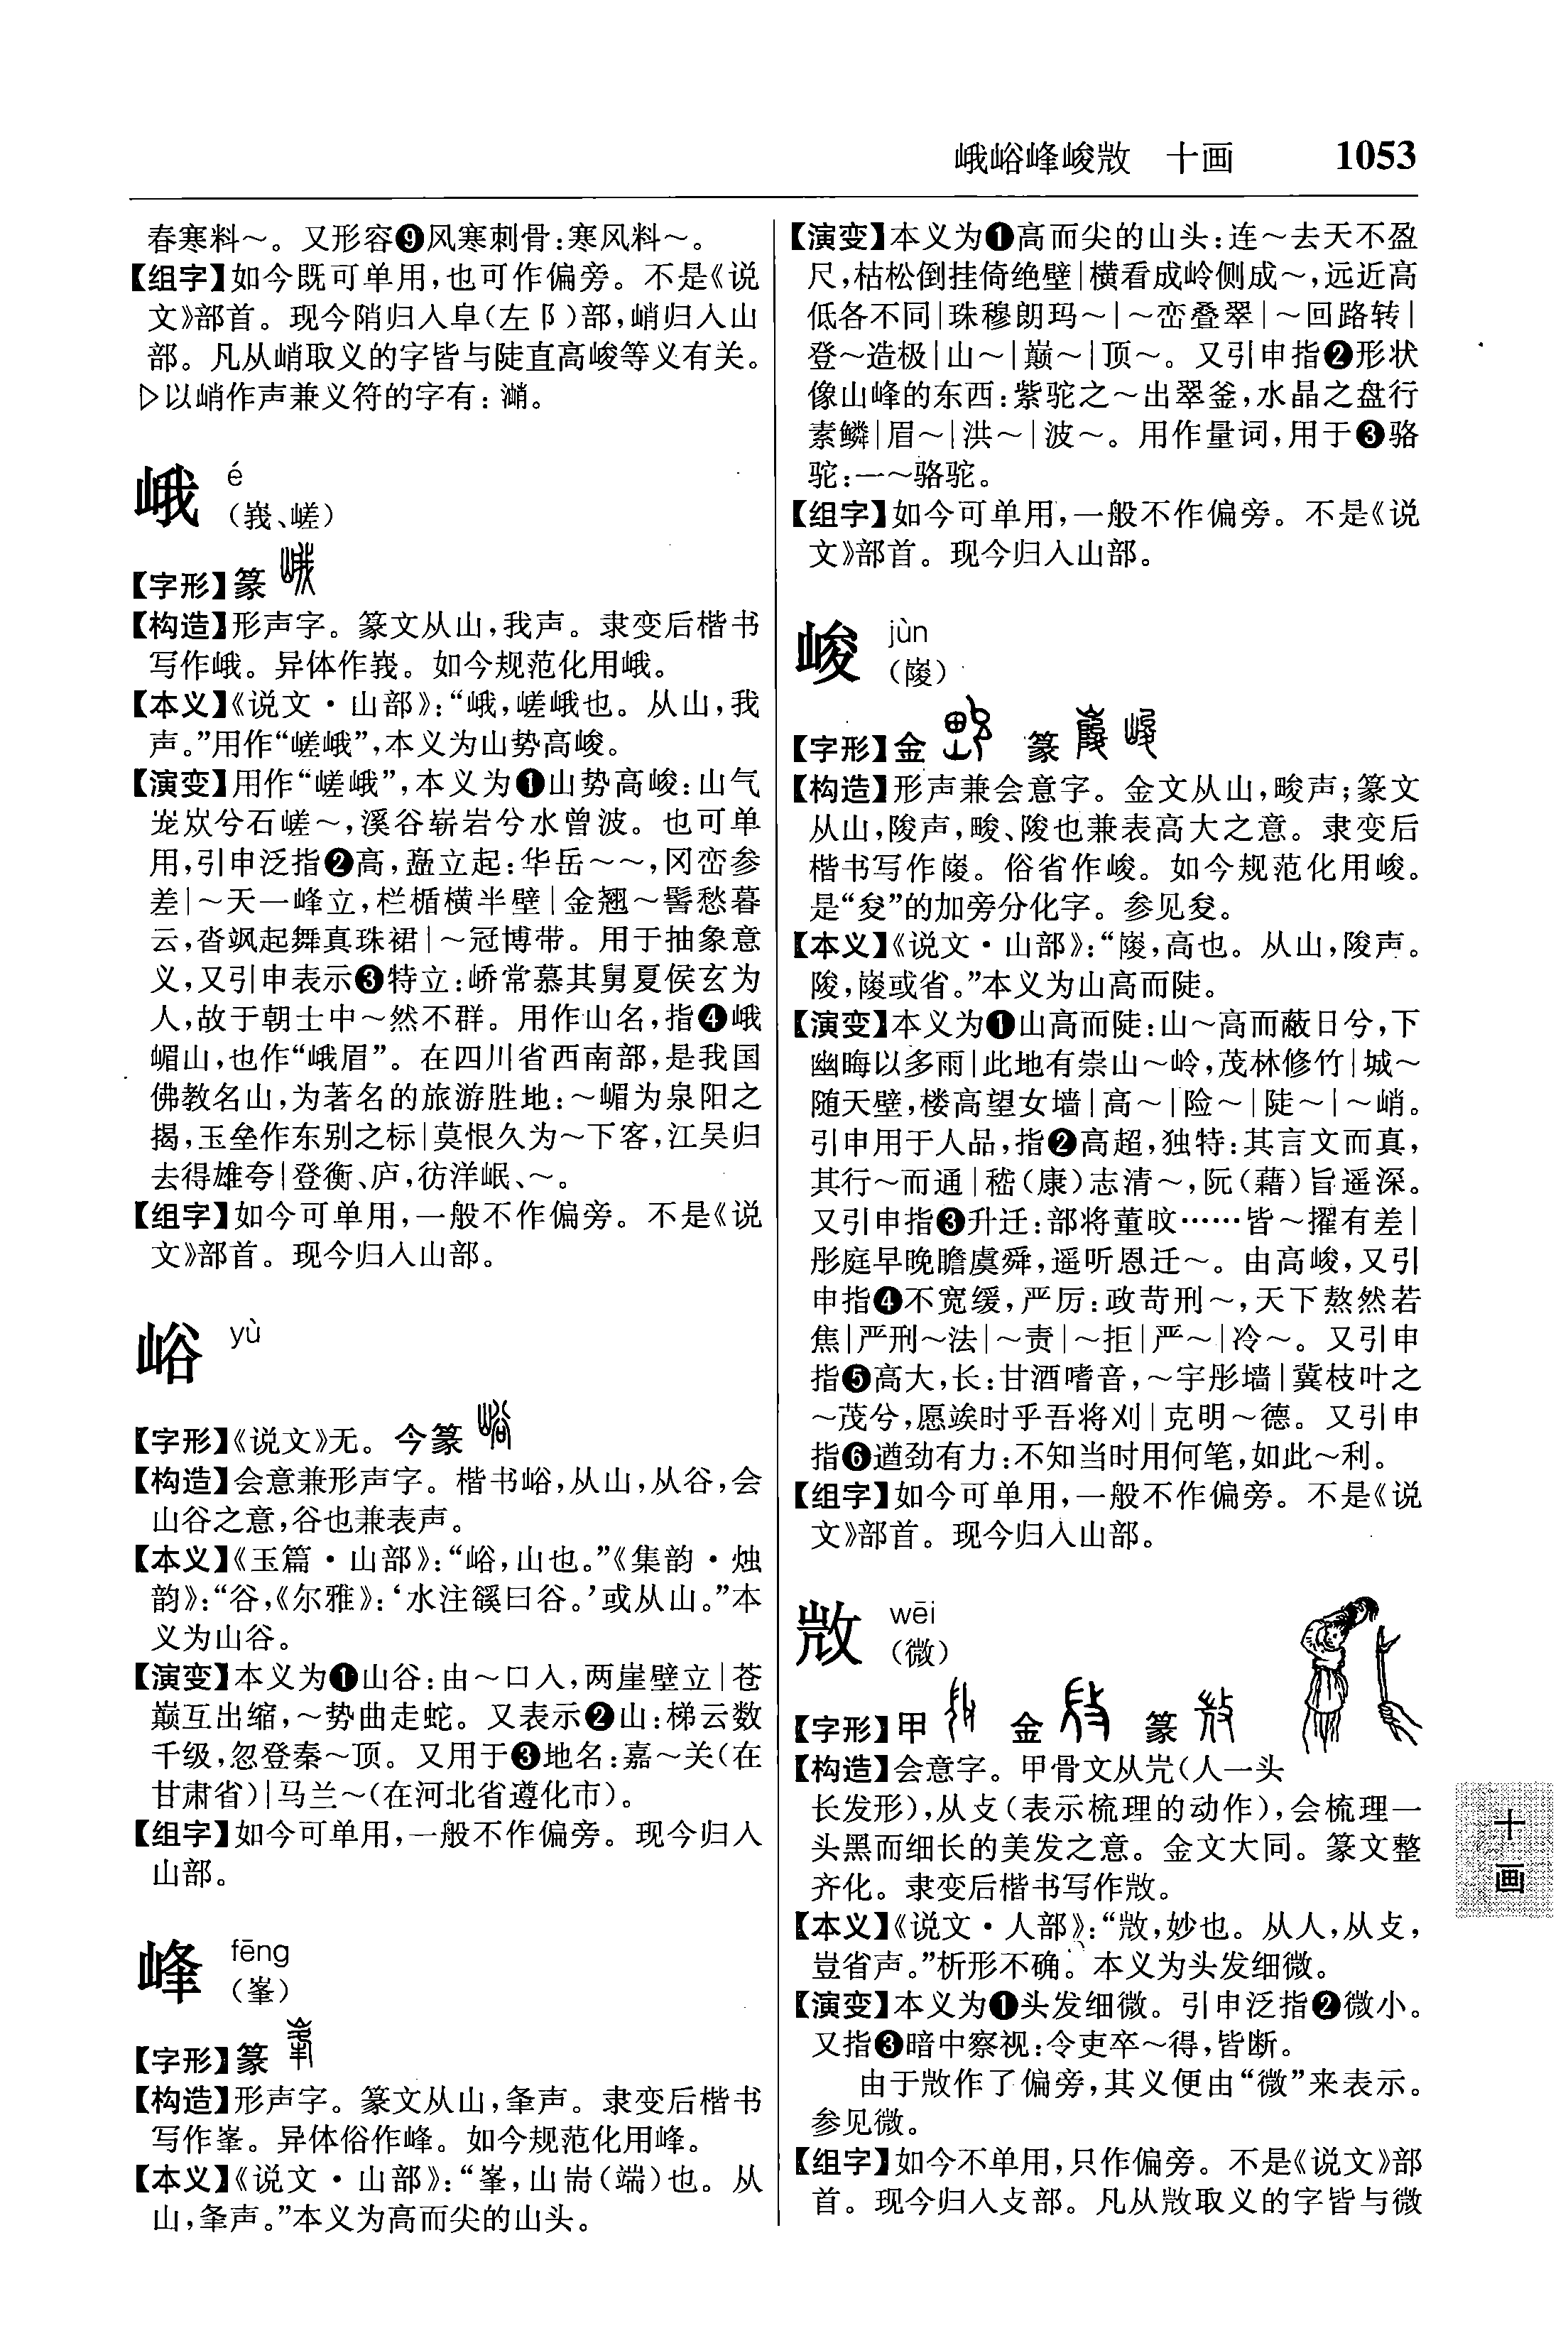 峨峪峰峻敳 十画 1053
春寒料～。又形容❾风寒刺骨:寒风料～。
【组字】如今既可单用,也可作偏旁。不是《说
文》部首。现今陗归入阜(左阝)部,峭归入山
部。凡从峭取义的字皆与陡直高峻等义有关。
▷以峭作声兼义符的字有:潲。
峨 é
(峩、嵯)
【字形】篆
【构造】形声字。篆文从山,我声。隶变后楷书
写作峨。异体作峩。如今规范化用峨。
【本义】《说文·山部》:“峨,嵯峨也。从山,我
声。”用作“嵯峨”,本义为山势高峻。
【演变】用作“嵯峨”,本义为❶山势高峻:山气
巃㟅兮石嵯～,溪谷崭岩兮水曾波。也可单
用,引申泛指❷高,矗立起:华岳～～,冈峦参
差|～天一峰立,栏楯横半壁|金翘～髻愁暮
云,沓飒起舞真珠裙|～冠博带。用于抽象意
义,又引申表示❸特立:峤常慕其舅夏侯玄为
人,故于朝士中～然不群。用作山名,指❹峨
嵋山,也作“峨眉”。在四川省西南部,是我国
佛教名山,为著名的旅游胜地:～嵋为泉阳之
揭,玉垒作东别之标|莫恨久为～下客,江吴归
去得雄夸|登衡、庐,彷洋岷、～。
【组字】如今可单用,一般不作偏旁。不是《说
文》部首。现今归入山部。
峪 yù
【字形】《说文》无。今篆
【构造】会意兼形声字。楷书峪,从山,从谷,会
山谷之意,谷也兼表声。
【本义】《玉篇·山部》:“峪,山也。”《集韵·烛
韵》:“谷,《尔雅》:‘水注谿曰谷。’或从山。”本
义为山谷。
【演变】本义为❶山谷:由～口入,两崖壁立|苍
巅互出缩,～势曲走蛇。又表示❷山:梯云数
千级,忽登秦～顶。又用于❸地名:嘉～关(在
甘肃省)|马兰～(在河北省遵化市)。
【组字】如今可单用,一般不作偏旁。现今归入
山部。
峰 fēng
(峯)
【字形】篆
【构造】形声字。篆文从山,夆声。隶变后楷书
写作峯。异体俗作峰。如今规范化用峰。
【本义】《说文·山部》:“峯,山耑(端)也。从
山,夆声。”本义为高而尖的山头。
【演变】本义为❶高而尖的山头:连～去天不盈
尺,枯松倒挂倚绝壁|横看成岭侧成～,远近高
低各不同|珠穆朗玛～|～峦叠翠|～回路转|
登～造极|山～|巅～|顶～。又引申指❷形状
像山峰的东西:紫驼之～出翠釜,水晶之盘行
素鳞|眉～|洪～|波～。用作量词,用于❸骆
驼:一～骆驼。
【组字】如今可单用,一般不作偏旁。不是《说
文》部首。现今归入山部。
峻 jùn
(嶐)
【字形】金 篆
【构造】形声兼会意字。金文从山,畯声;篆文
从山,陖声,畯、陖也兼表高大之意。隶变后
楷书写作㟪。俗省作峻。如今规范化用峻。
是“夋”的加旁分化字。参见夋。
【本义】《说文·山部》:“㟪,高也。从山,陖声。
陖,㟪或省。”本义为山高而陡。
【演变】本义为❶山高而陡:山～高而蔽日兮,下
幽晦以多雨|此地有崇山～岭,茂林修竹|城～
随天壁,楼高望女墙|高～|险～|陡～|～峭。
引申用于人品,指❷高超,独特:其言文而真,
其行～而通|嵇(康)志清～,阮(藉)旨遥深。
又引申指❸升迁:部将董旼……皆～擢有差|
彤庭早晚瞻虞舜,遥听恩迁～。由高峻,又引
申指❹不宽缓,严厉:政苛刑～,天下熬然若
焦|严刑～法|～责|～拒|严～|冷～。又引申
指❺高大,长:甘酒嗜音,～宇彤墙|冀枝叶之
～茂兮,愿竢时乎吾将刈|克明～德。又引申
指❻遒劲有力:不知当时用何笔,如此～利。
【组字】如今可单用,一般不作偏旁。不是《说
文》部首。现今归入山部。
敳 wēi
(微)
【字形】甲 金 篆
【构造】会意字。甲骨文从𡵂(人一头
长发形),从攴(表示梳理的动作),会梳理一
头黑而细长的美发之意。金文大同。篆文整
齐化。隶变后楷书写作敳。
【本义】《说文·人部》:“敳,妙也。从人,从攴,
豈省声。”析形不确。本义为头发细微。
【演变】本义为❶头发细微。引申泛指❷微小。
又指❸暗中察视:令吏卒～得,皆断。
由于敳作了偏旁,其义便由“微”来表示。
参见微。
【组字】如今不单用,只作偏旁。不是《说文》部
首。现今归入攴部。凡从敳取义的字皆与微
十
画